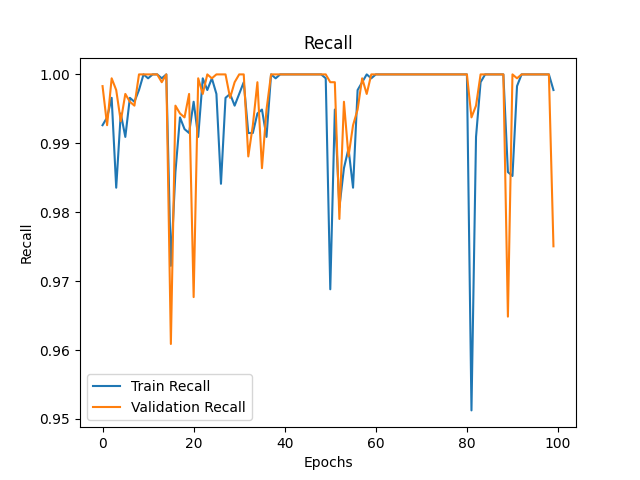 Recall
1.00
0.99
0.98
0.97
0.96
0.95
Recall
Train Recall
Validation Recall
0 20 40 60 80 100
Epochs